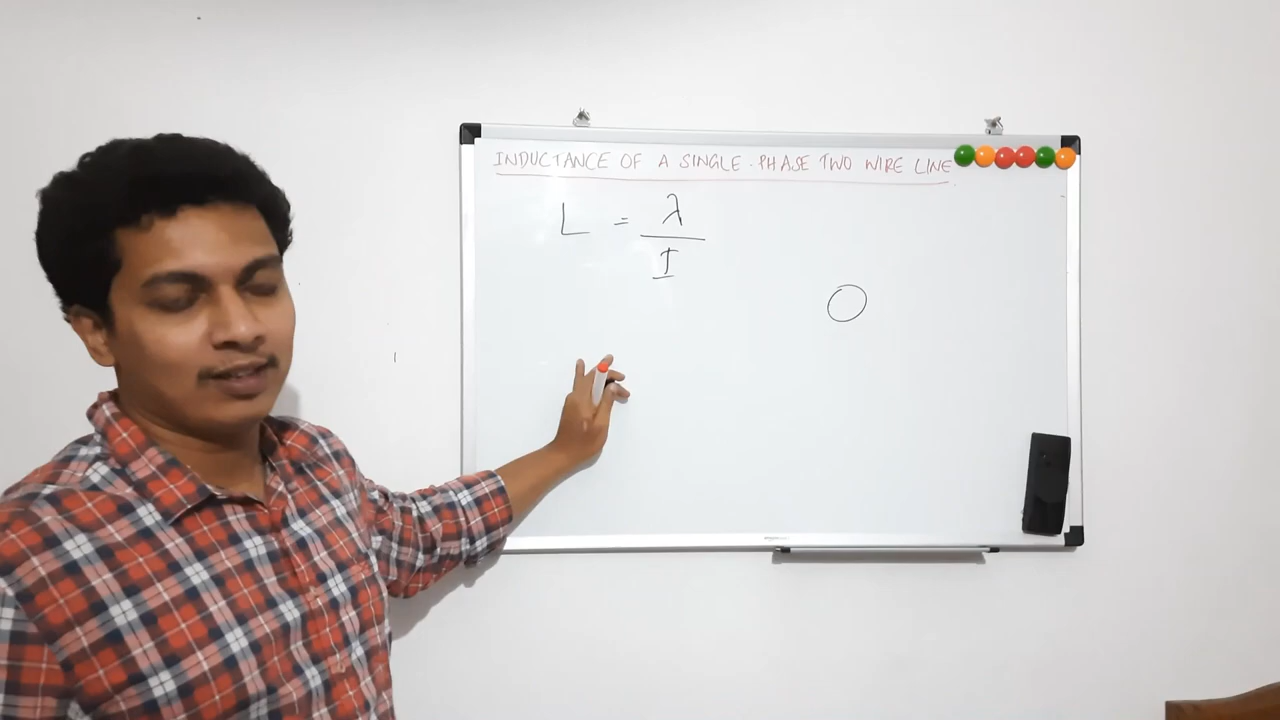 INDUCTANCE OF A SINGLE-PHASE TWO WIRE LINE
L = λ
I